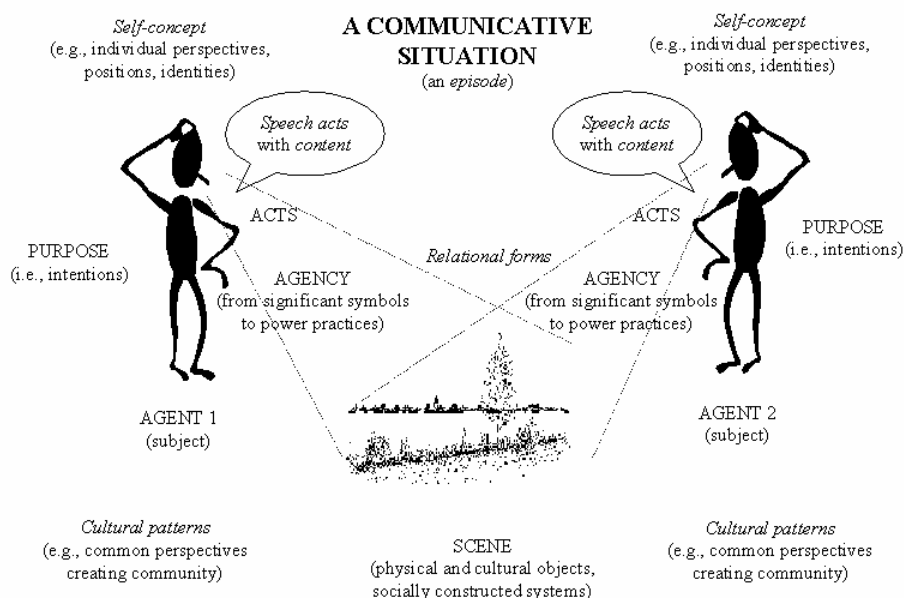 A COMMUNICATIVE
SITUATION
(an episode)
Self-concept
(e.g., individual perspectives,
positions, identities)
Self-concept
(e.g., individual perspectives,
positions, identities)
Speech acts
with content
Speech acts
with content
ACTS
ACTS
PURPOSE
(i.e., intentions)
PURPOSE
(i.e., intentions)
Relational forms
AGENCY
(from significant symbols
to power practices)
AGENCY
(from significant symbols
to power practices)
AGENT 1
(subject)
AGENT 2
(subject)
Cultural patterns
(e.g., common perspectives
creating community)
SCENE
(physical and cultural objects,
socially constructed systems)
Cultural patterns
(e.g., common perspectives
creating community)